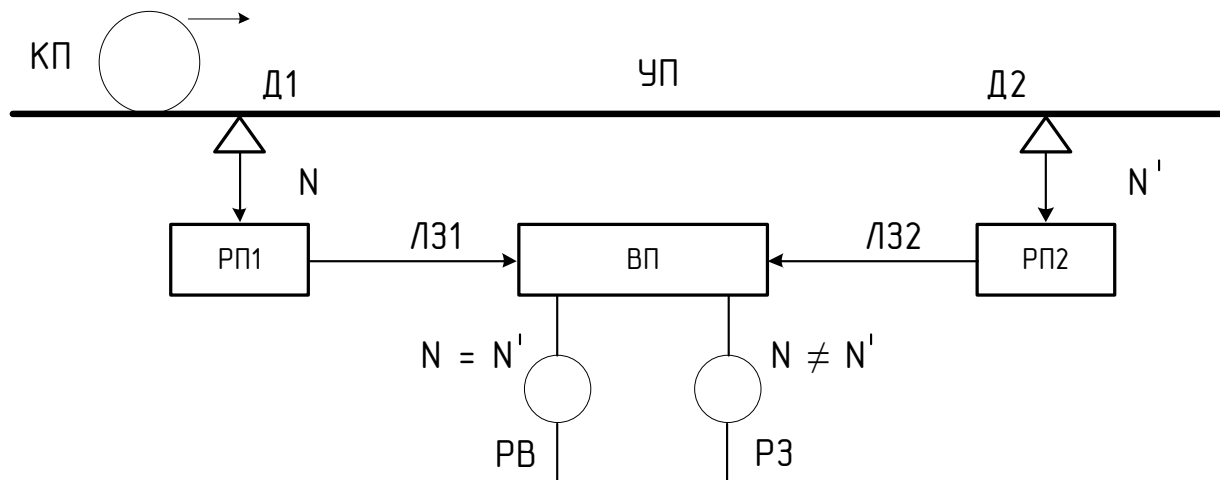 КП
Д1
УП
Д2
N
N'
РП1
ЛЗ1
ВП
ЛЗ2
РП2
N = N'
N ≠ N'
РВ
РЗ